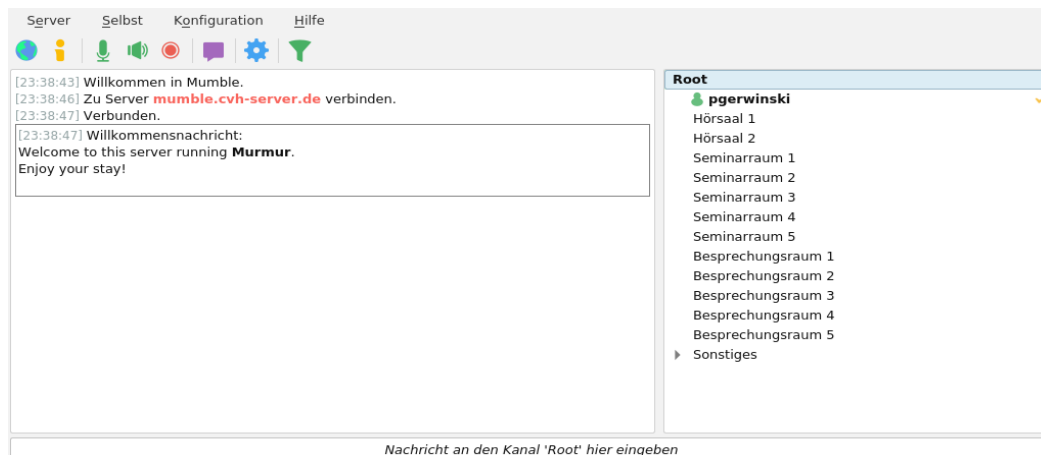 Server Selbst Konfiguration Hilfe
[23:38:43] Willkommen in Mumble.
[23:38:46] Zu Server mumble.cvh-server.de verbinden.
[23:38:47] Verbunden.
[23:38:47] Willkommensnachricht:
Welcome to this server running Murmur.
Enjoy your stay!
Root
pgerwinski
Hörsaal 1
Hörsaal 2
Seminarraum 1
Seminarraum 2
Seminarraum 3
Seminarraum 4
Seminarraum 5
Besprechungsraum 1
Besprechungsraum 2
Besprechungsraum 3
Besprechungsraum 4
Besprechungsraum 5
Sonstiges
Nachricht an den Kanal 'Root' hier eingeben